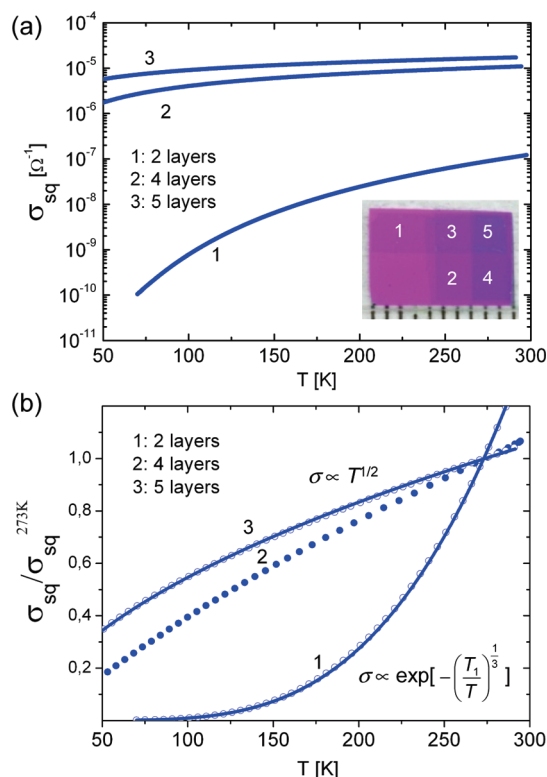 (a)
10⁻⁴
10⁻⁵
10⁻⁶
10⁻⁷
10⁻⁸
10⁻⁹
10⁻¹⁰
10⁻¹¹
σsq [Ω⁻¹]
3
2
1: 2 layers
2: 4 layers
3: 5 layers
1
1 3 5
2 4
50 100 150 200 250 300
T [K]
(b)
1: 2 layers
2: 4 layers
3: 5 layers
σ ∝ T^1/2
1,0
0,8
0,6
0,4
0,2
σsq/σsq^273K
3
2
1
σ ∝ exp[ −(T₁/T)^1/3 ]
50 100 150 200 250 300
T [K]